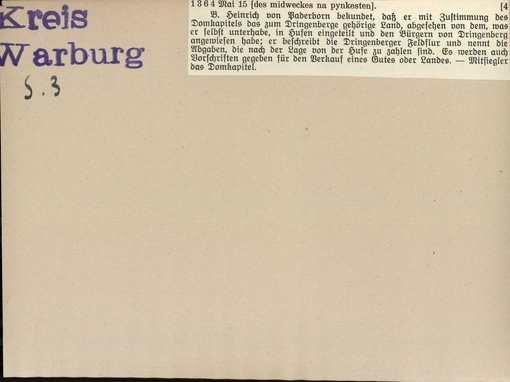 Kreis
Warburg
S. 3
1364 Mai 15 [des midweekes na pynkesten]. [4
B. Heinrich von Paderborn bekundet, daß er mit Zustimmung des
Domkapitels das zum Dringenberge gehörige Land, abgesehen von dem, was
er selbst unterhabe, in Hufen eingeteilt und den Bürgern von Dringenberg
angewiesen habe; er beschreibt die Dringenberger Feldflur und nennt die
Abgaben, die nach der Lage von der Hufe zu zahlen sind. Es werden auch
Vorschriften gegeben für den Verkauf eines Gutes oder Landes. — Mitsiegler
das Domkapitel.